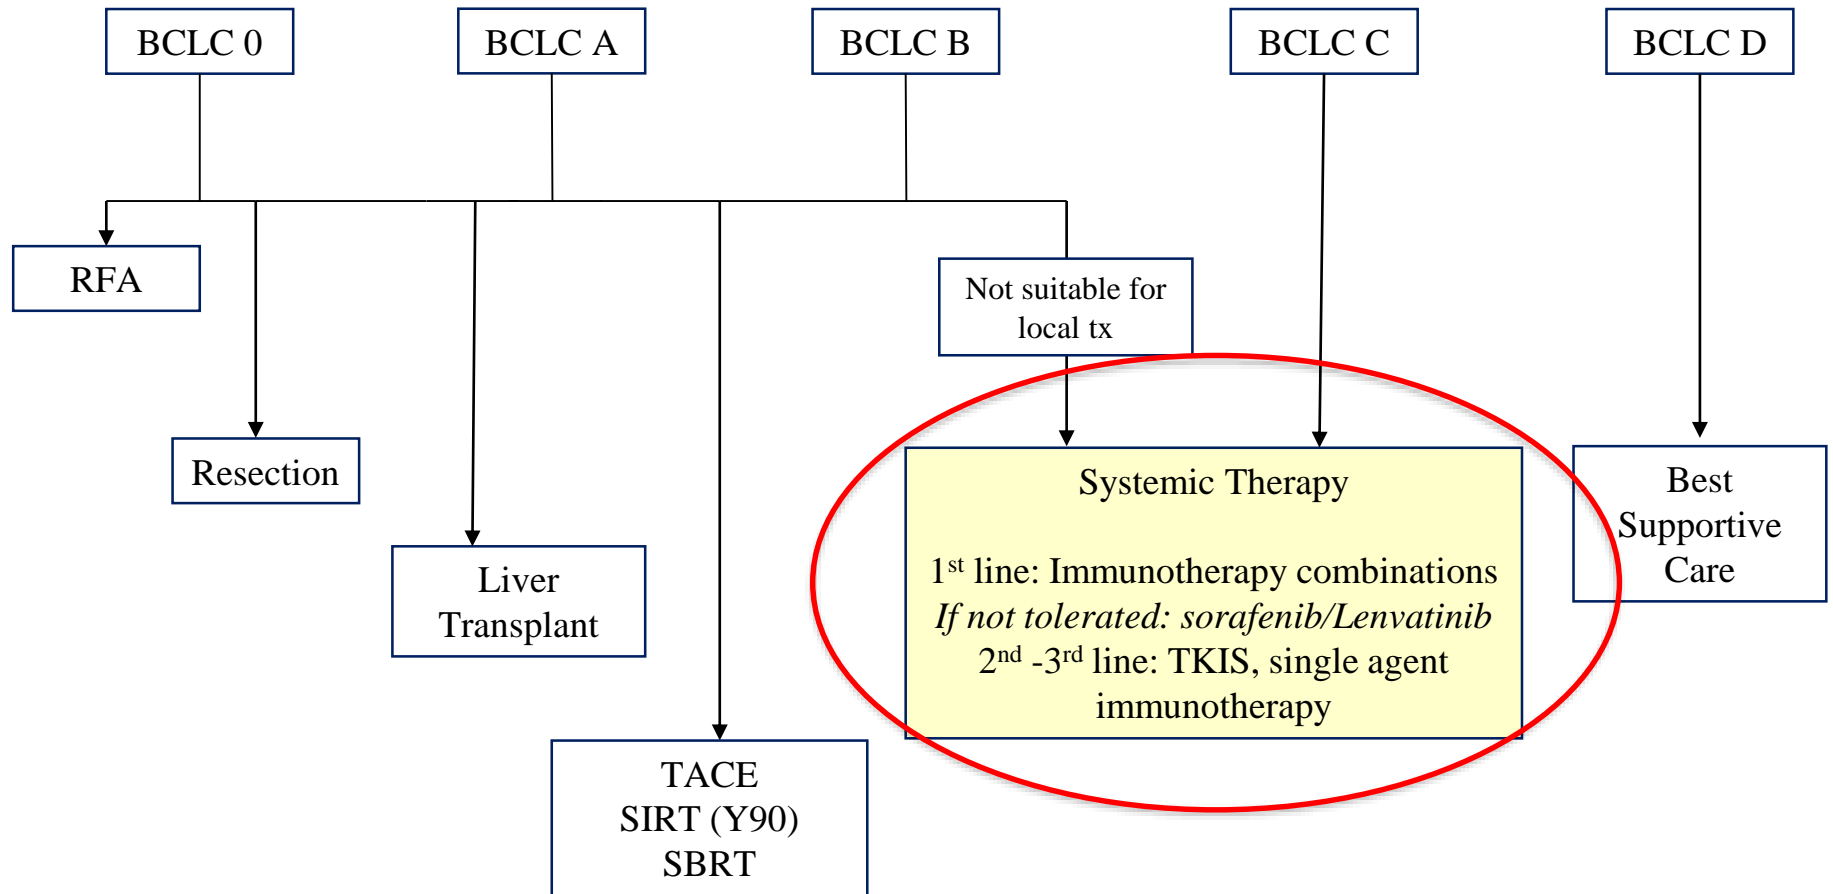 BCLC 0
BCLC A
BCLC B
BCLC C
BCLC D
RFA
Not suitable for
local tx
Resection
Liver
Transplant
TACE
SIRT (Y90)
SBRT
Systemic Therapy
1st line: Immunotherapy combinations
If not tolerated: sorafenib/Lenvatinib
2nd -3rd line: TKIS, single agent
immunotherapy
Best
Supportive
Care